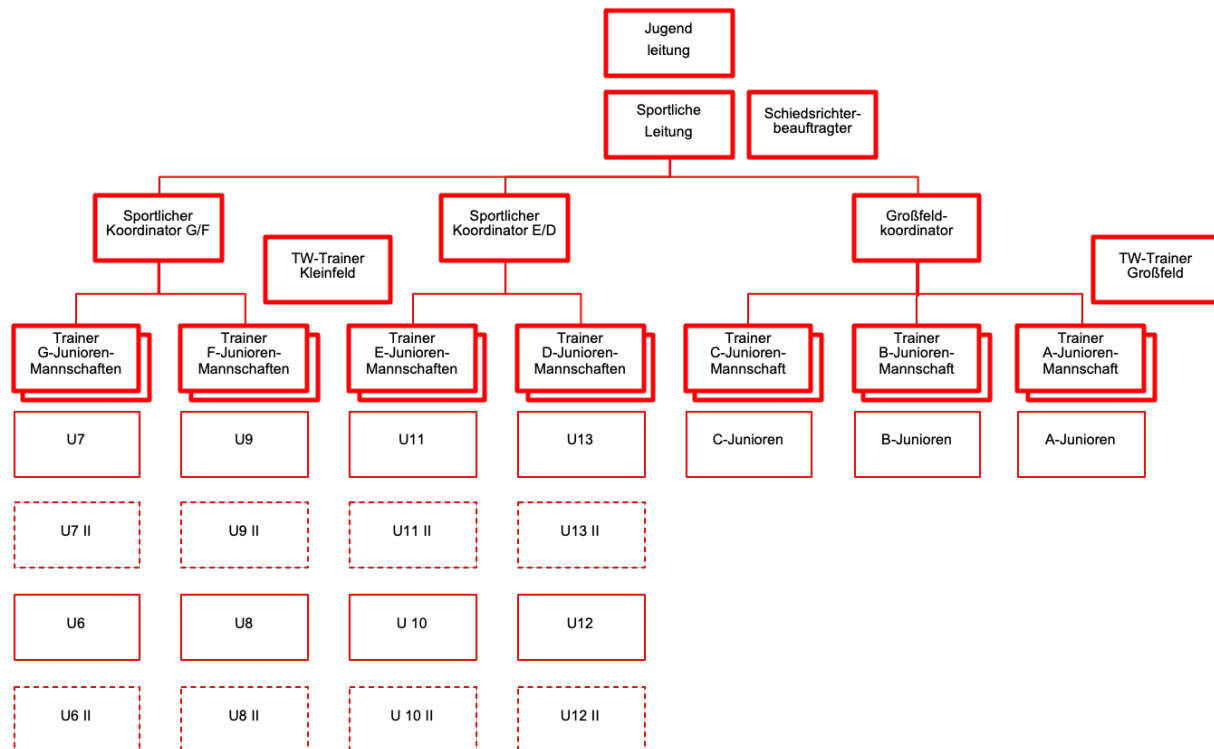 Jugend
leitung
Sportliche
Leitung
Schiedsrichter-
beauftragter
Sportlicher
Koordinator G/F
Sportlicher
Koordinator E/D
Großfeld-
koordinator
TW-Trainer
Kleinfeld
TW-Trainer
Großfeld
Trainer
G-Junioren-
Mannschaften
Trainer
F-Junioren-
Mannschaften
Trainer
E-Junioren-
Mannschaften
Trainer
D-Junioren-
Mannschaften
Trainer
C-Junioren-
Mannschaft
Trainer
B-Junioren-
Mannschaft
Trainer
A-Junioren-
Mannschaft
U7
U9
U11
U13
C-Junioren
B-Junioren
A-Junioren
U7 II
U9 II
U11 II
U13 II
U6
U8
U 10
U12
U6 II
U8 II
U 10 II
U12 II